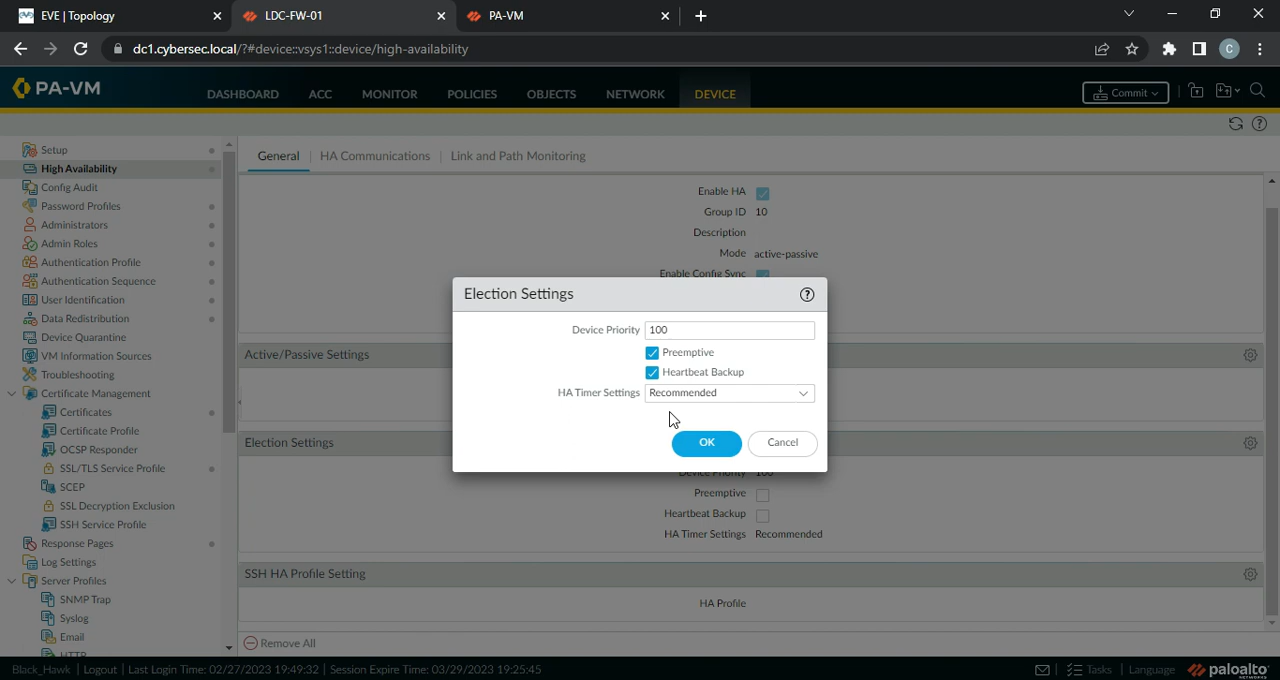 EVE | Topology
LDC-FW-01
PA-VM
dc1.cybersec.local/?#device::vsys1::device/high-availability
C
PA-VM
DASHBOARD
ACC
MONITOR
POLICIES
OBJECTS
NETWORK
DEVICE
Commit
Setup
High Availability
Config Audit
Password Profiles
Administrators
Admin Roles
Authentication Profile
Authentication Sequence
User Identification
Data Redistribution
Device Quarantine
VM Information Sources
Troubleshooting
Certificate Management
Certificates
Certificate Profile
OCSP Responder
SSL/TLS Service Profile
SCEP
SSL Decryption Exclusion
SSH Service Profile
Response Pages
Log Settings
Server Profiles
SNMP Trap
Syslog
Email
HTTP
General | HA Communications | Link and Path Monitoring
Enable HA
Group ID 10
Description
Mode active-passive
Enable Config Sync
Active/Passive Settings
Election Settings
Device Priority 100
Preemptive
Heartbeat Backup
HA Timer Settings Recommended
SSH HA Profile Setting
HA Profile
Remove All
Election Settings
Device Priority 100
Preemptive
Heartbeat Backup
HA Timer Settings Recommended
OK
Cancel
Black_Hawk | Logout | Last Login Time: 02/27/2023 19:49:32 | Session Expire Time: 03/29/2023 19:25:45
Tasks | Language
paloalto
NETWORKS